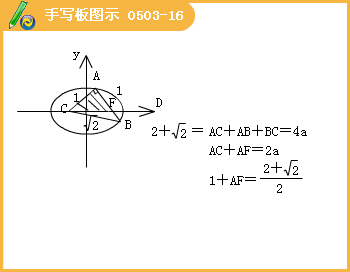 手写板图示 0503-16
y
A
1
1
C
F
D
√2
B
2+√2 = AC+AB+BC=4a
AC+AF=2a
1+AF= (2+√2)/2